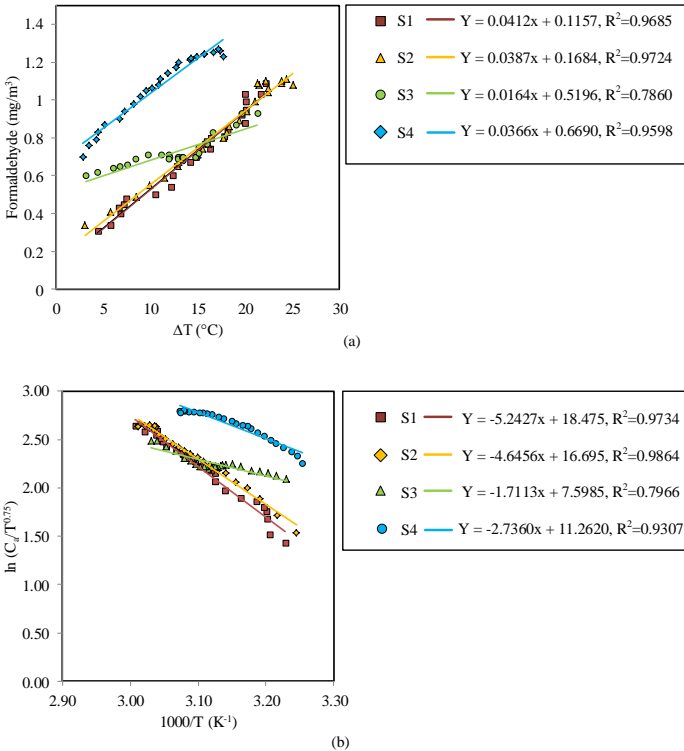 1.4
1.2
1
0.8
0.6
0.4
0.2
0
Formaldehyde (mg/m³)
0 5 10 15 20 25 30
ΔT (°C)
S1 Y = 0.0412x + 0.1157, R²=0.9685
S2 Y = 0.0387x + 0.1684, R²=0.9724
S3 Y = 0.0164x + 0.5196, R²=0.7860
S4 Y = 0.0366x + 0.6690, R²=0.9598
(a)
3.00
2.50
2.00
1.50
1.00
0.50
0.00
ln (Cₐ/T⁰·⁷⁵)
2.90 3.00 3.10 3.20 3.30
1000/T (K⁻¹)
S1 Y = -5.2427x + 18.475, R²=0.9734
S2 Y = -4.6456x + 16.695, R²=0.9864
S3 Y = -1.7113x + 7.5985, R²=0.7966
S4 Y = -2.7360x + 11.2620, R²=0.9307
(b)